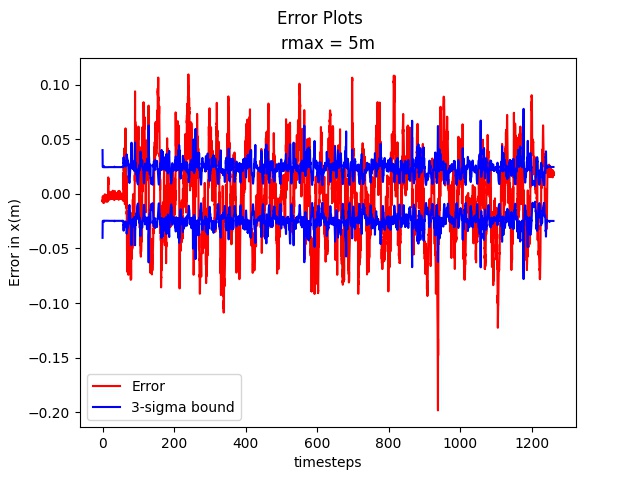 Error Plots
rmax = 5m
0.10
0.05
0.00
−0.05
−0.10
−0.15
−0.20
Error in x(m)
Error
3-sigma bound
0 200 400 600 800 1000 1200
timesteps